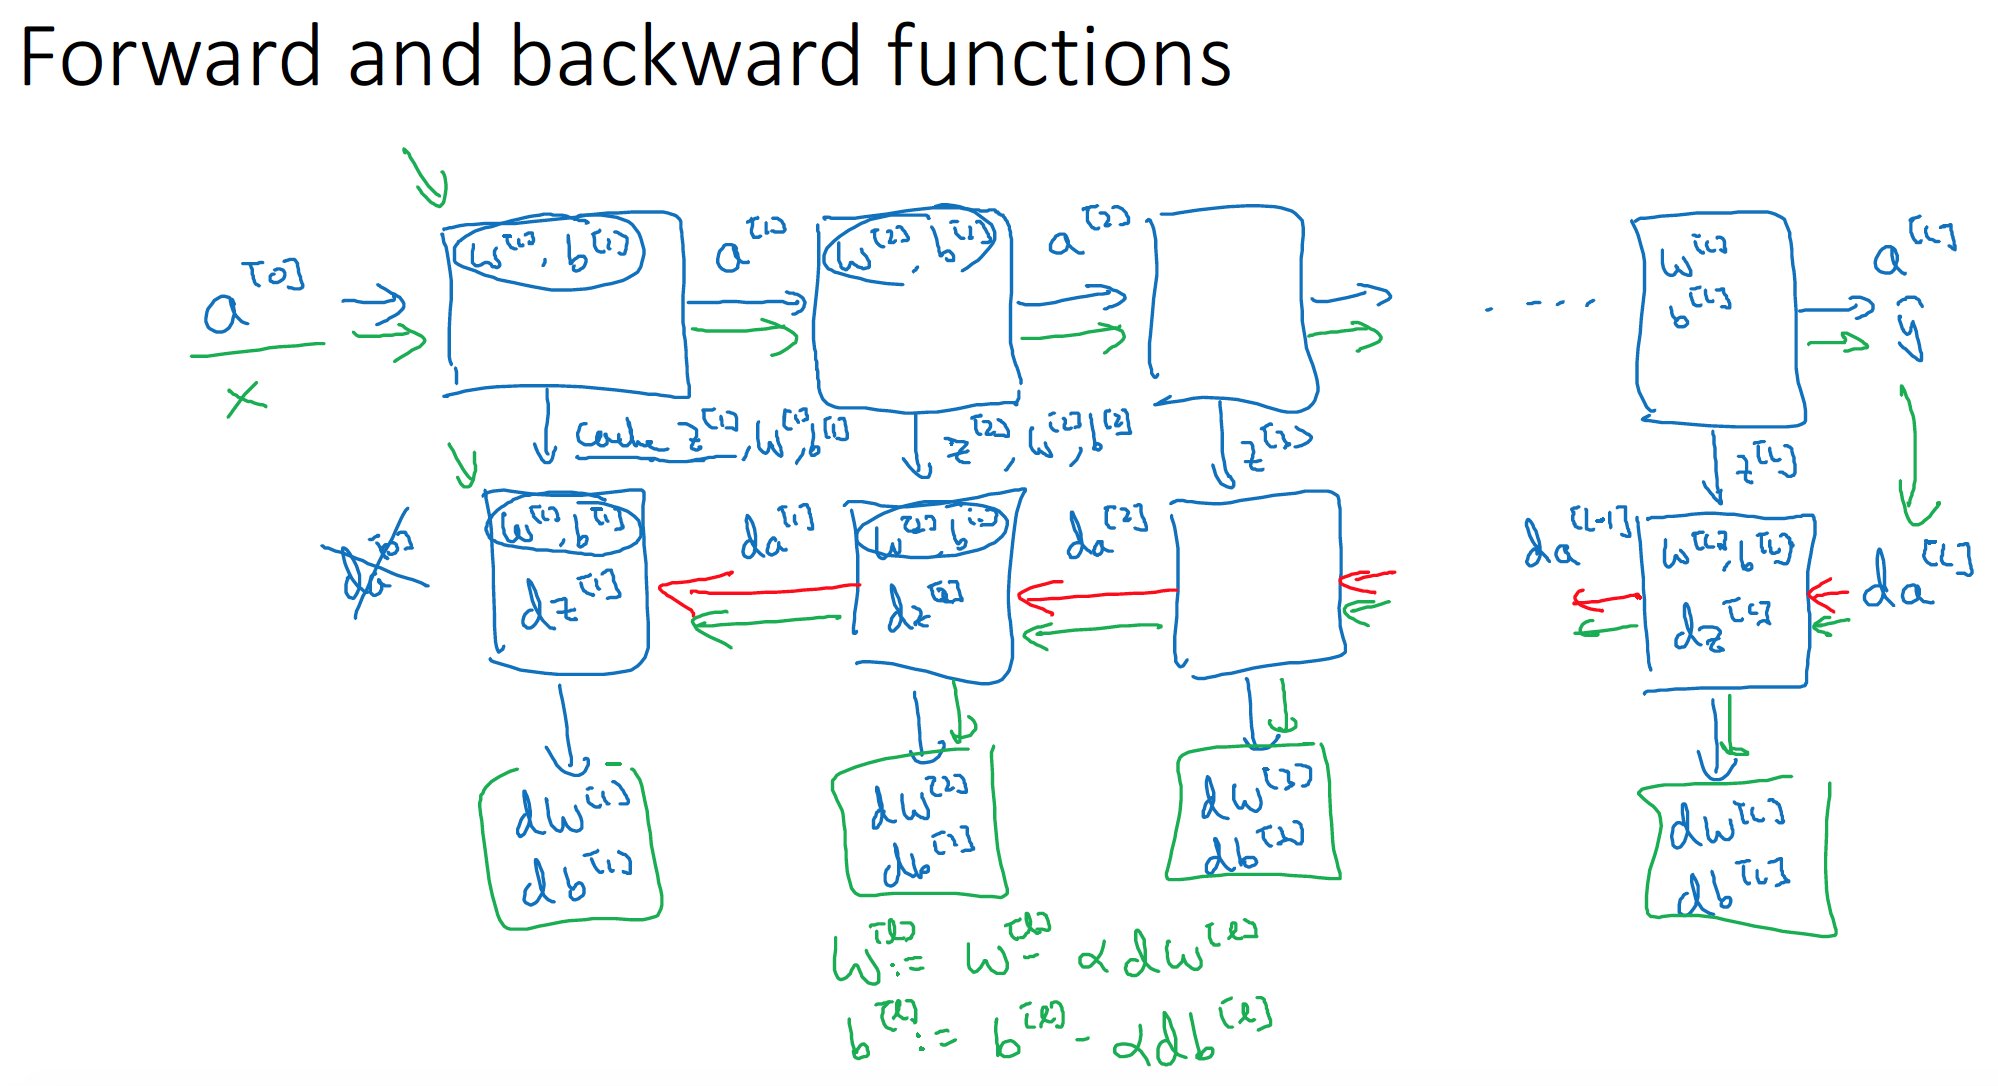 Forward and backward functions
a^[0] w^[1], b^[1] a^[1] w^[2], b^[2] a^[2] .... w^[L] b^[L] a^[L] ŷ
x
cache z^[1], w^[1], b^[1] z^[2], w^[2], b^[2] z^[3] z^[L]
da^[0] w^[1], b^[1] da^[1] w^[2], b^[2] da^[2] da^[L-1] w^[L], b^[L] da^[L]
dz^[1] dz^[2] dz^[L]
dw^[1] dw^[2] dw^[3] dw^[L]
db^[1] db^[2] db^[3] db^[L]
W^[l] := W^[l] - αdW^[l]
b^[l] := b^[l] - αdb^[l]